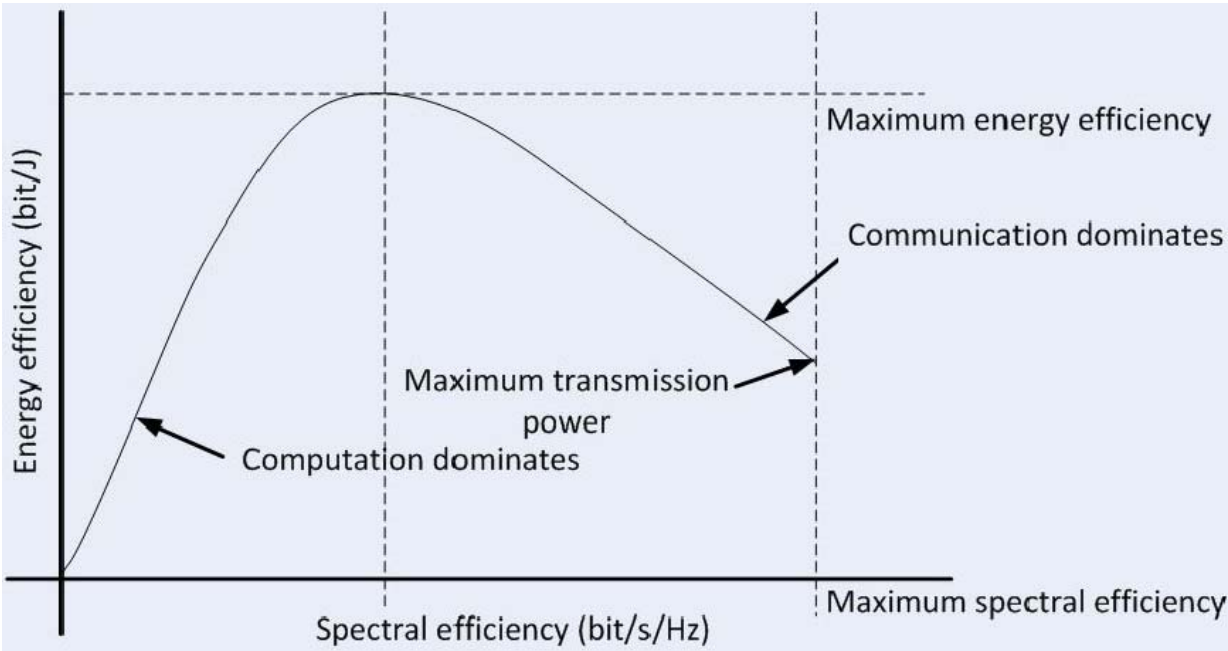 Energy efficiency (bit/J)
Maximum energy efficiency
Communication dominates
Maximum transmission
power
Computation dominates
Maximum spectral efficiency
Spectral efficiency (bit/s/Hz)